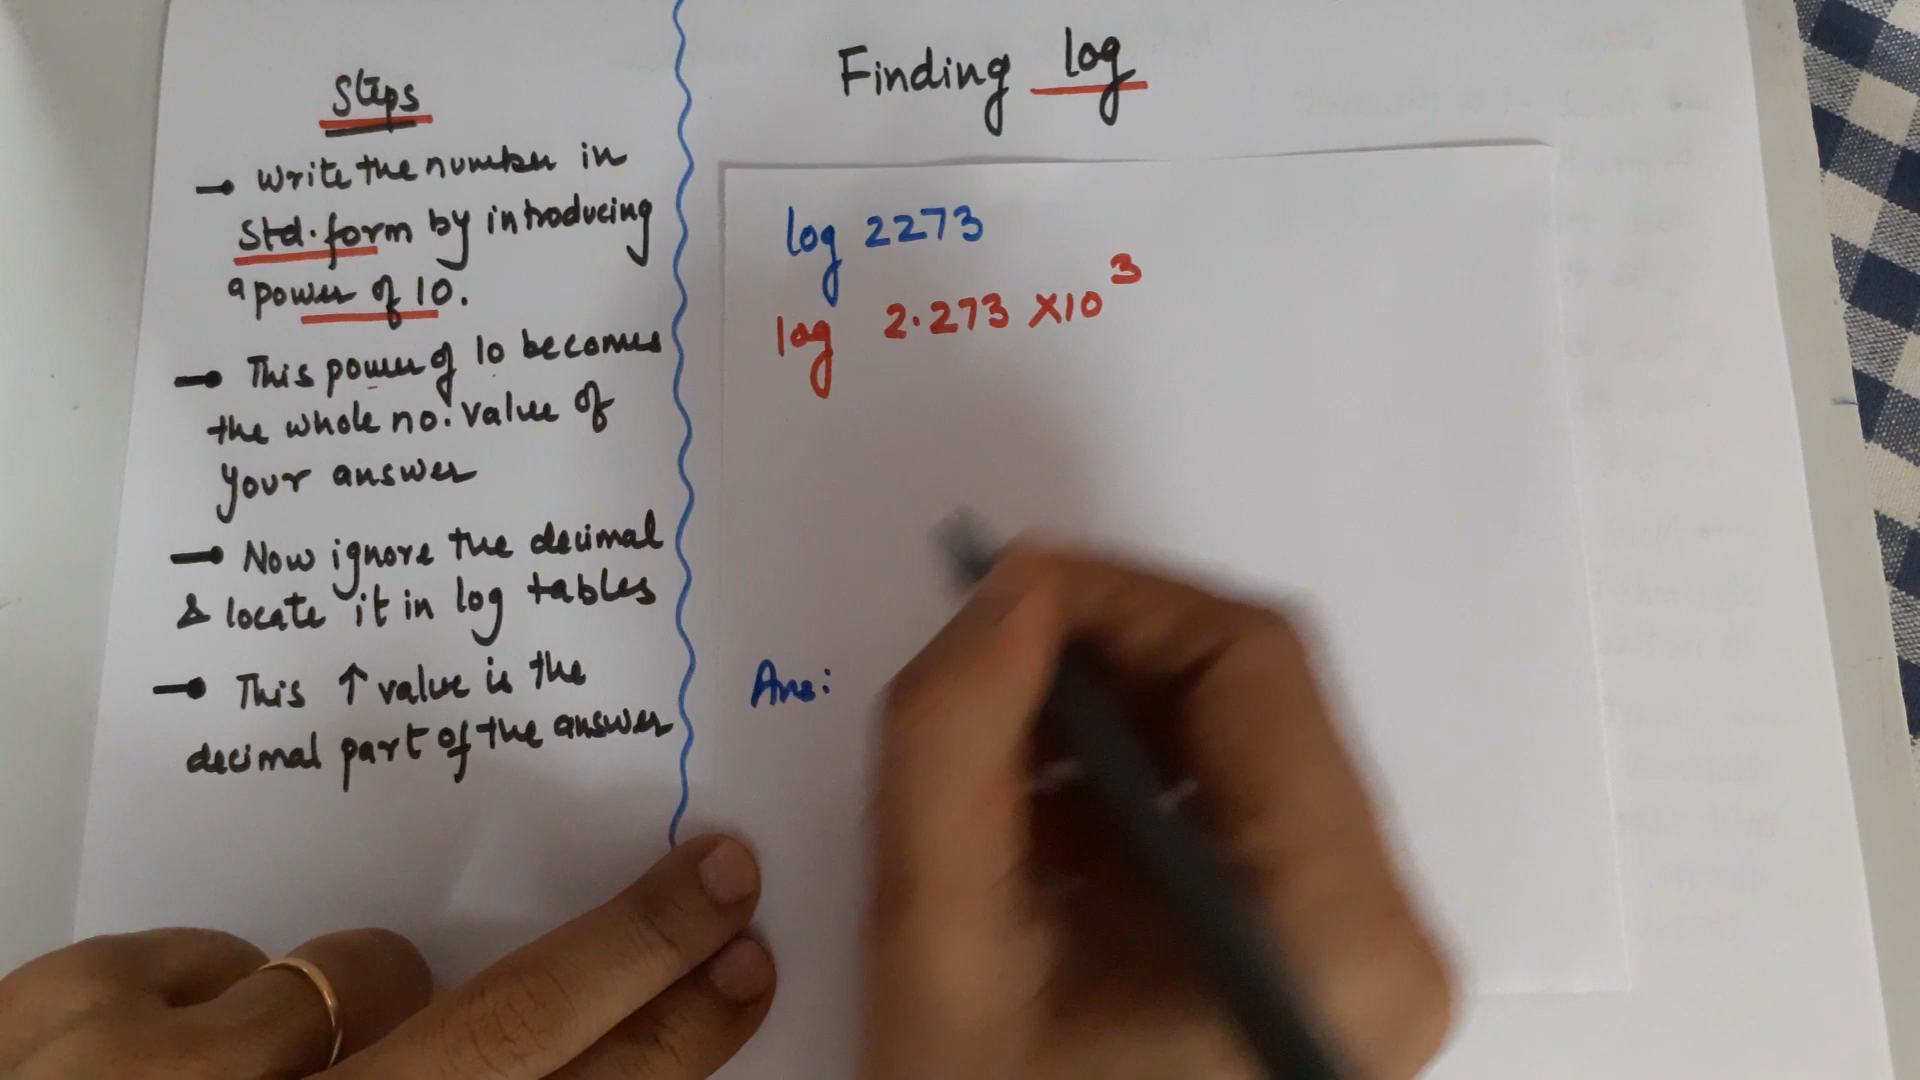 Steps
→ Write the number in
Std. form by introducing
a power of 10.
→ This power of 10 becomes
the whole no. value of
your answer
→ Now ignore the decimal
& locate it in log tables
→ This ↑ value is the
decimal part of the answer
Finding log
log 2273
log 2.273 ×10³
Ans: